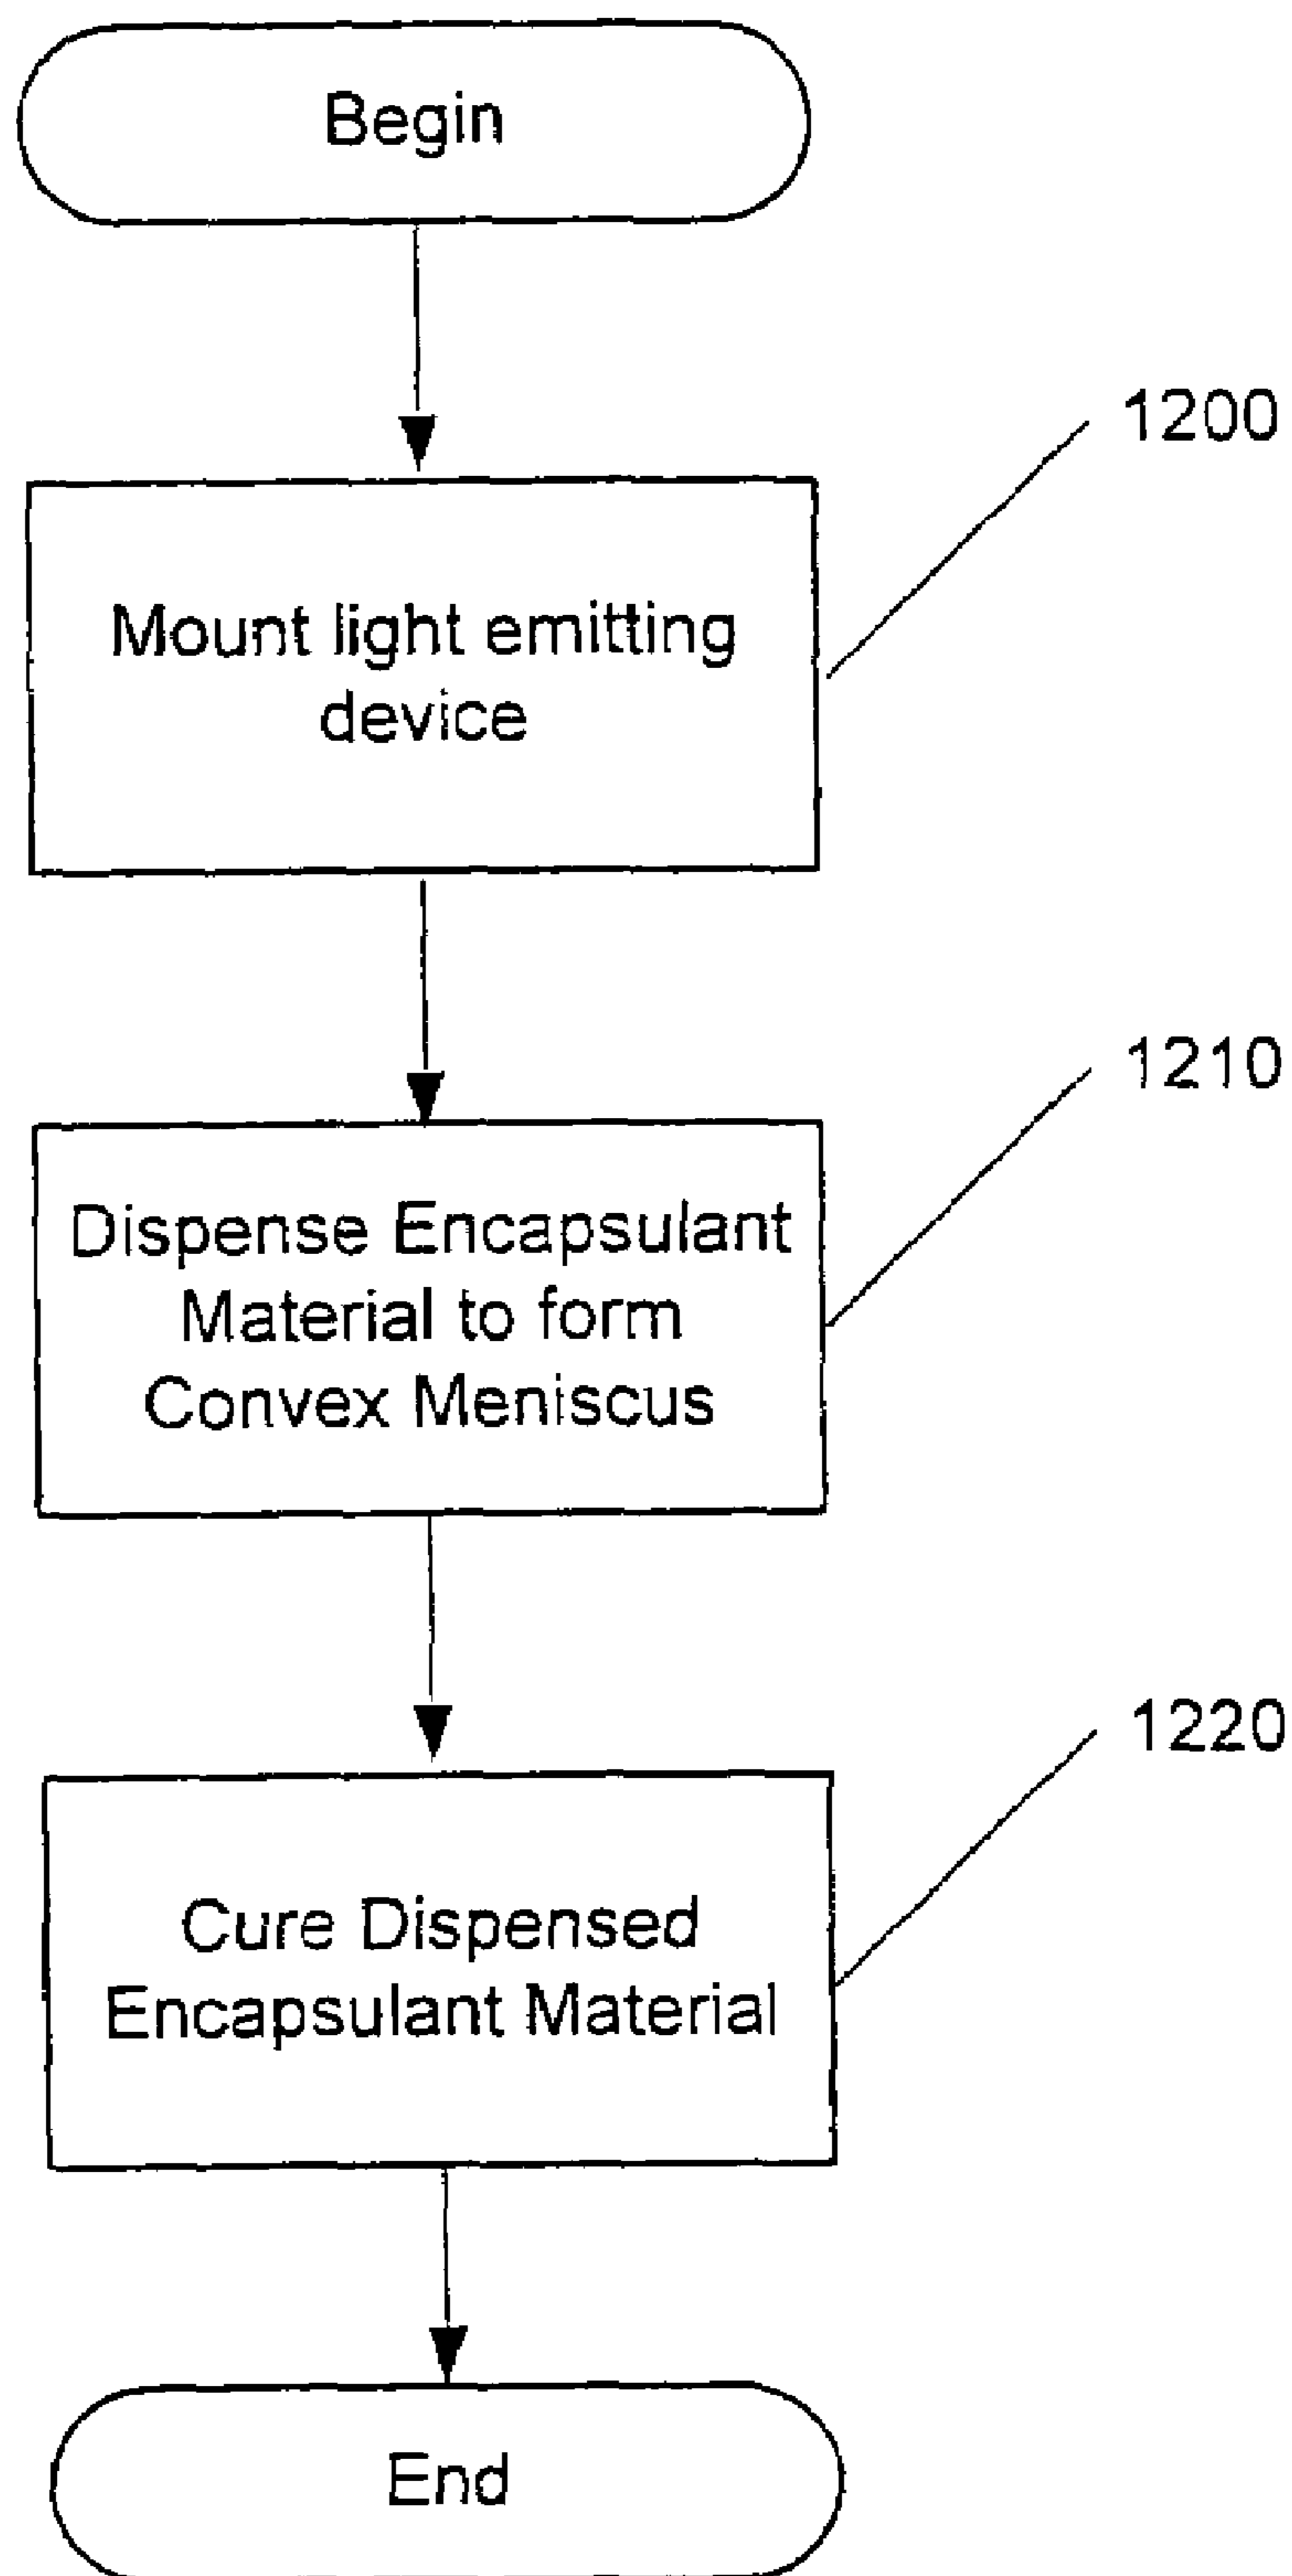 Begin
1200
Mount light emitting
device
1210
Dispense Encapsulant
Material to form
Convex Meniscus
1220
Cure Dispensed
Encapsulant Material
End